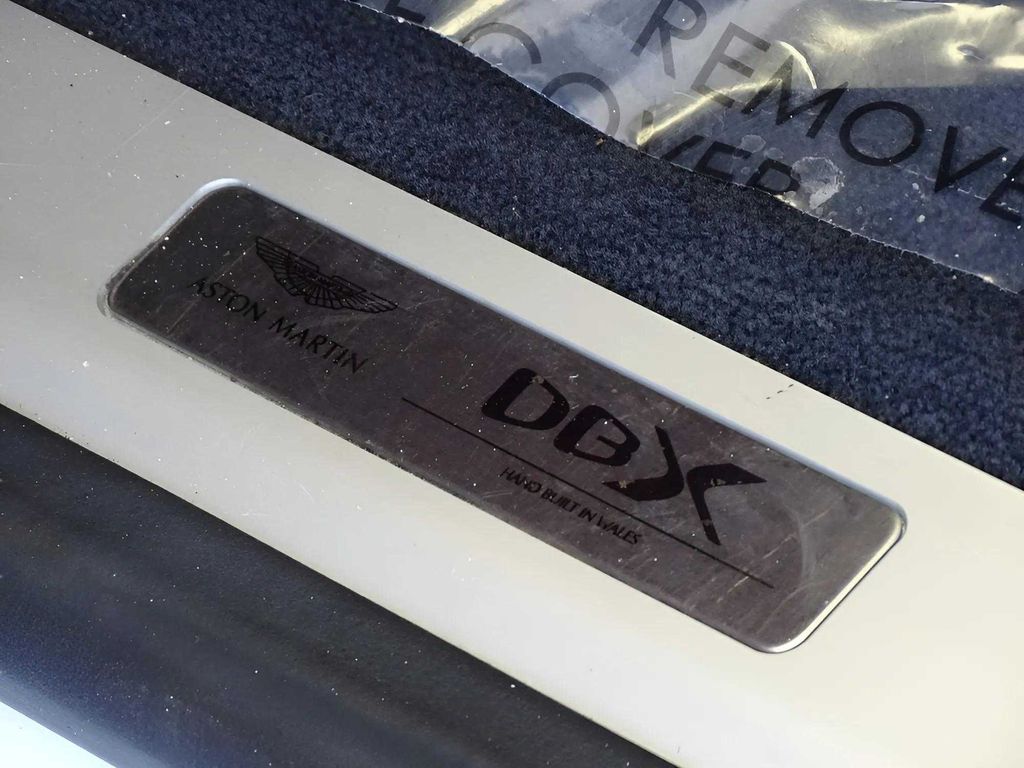 REMOVE
COVER
ASTON MARTIN
DBX
HAND BUILT IN WALES